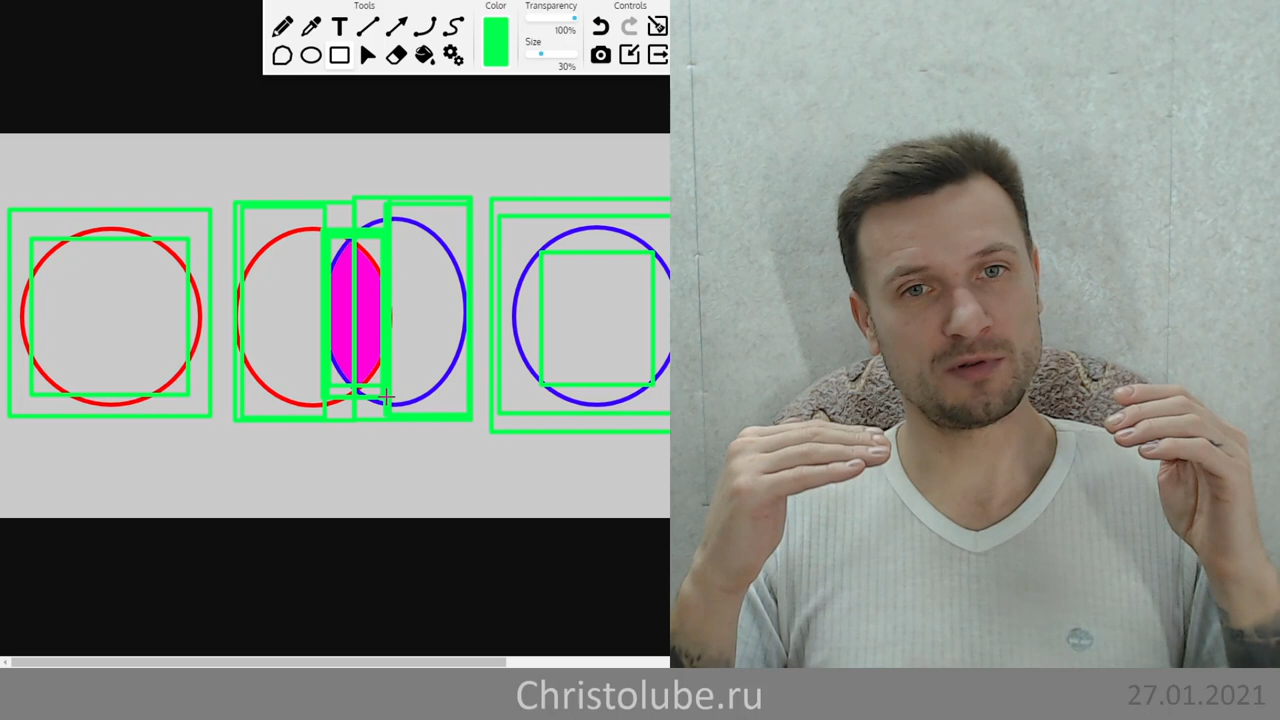 Tools
Color
Transparency
Controls
T
100%
Size
30%
Christolube.ru
27.01.2021